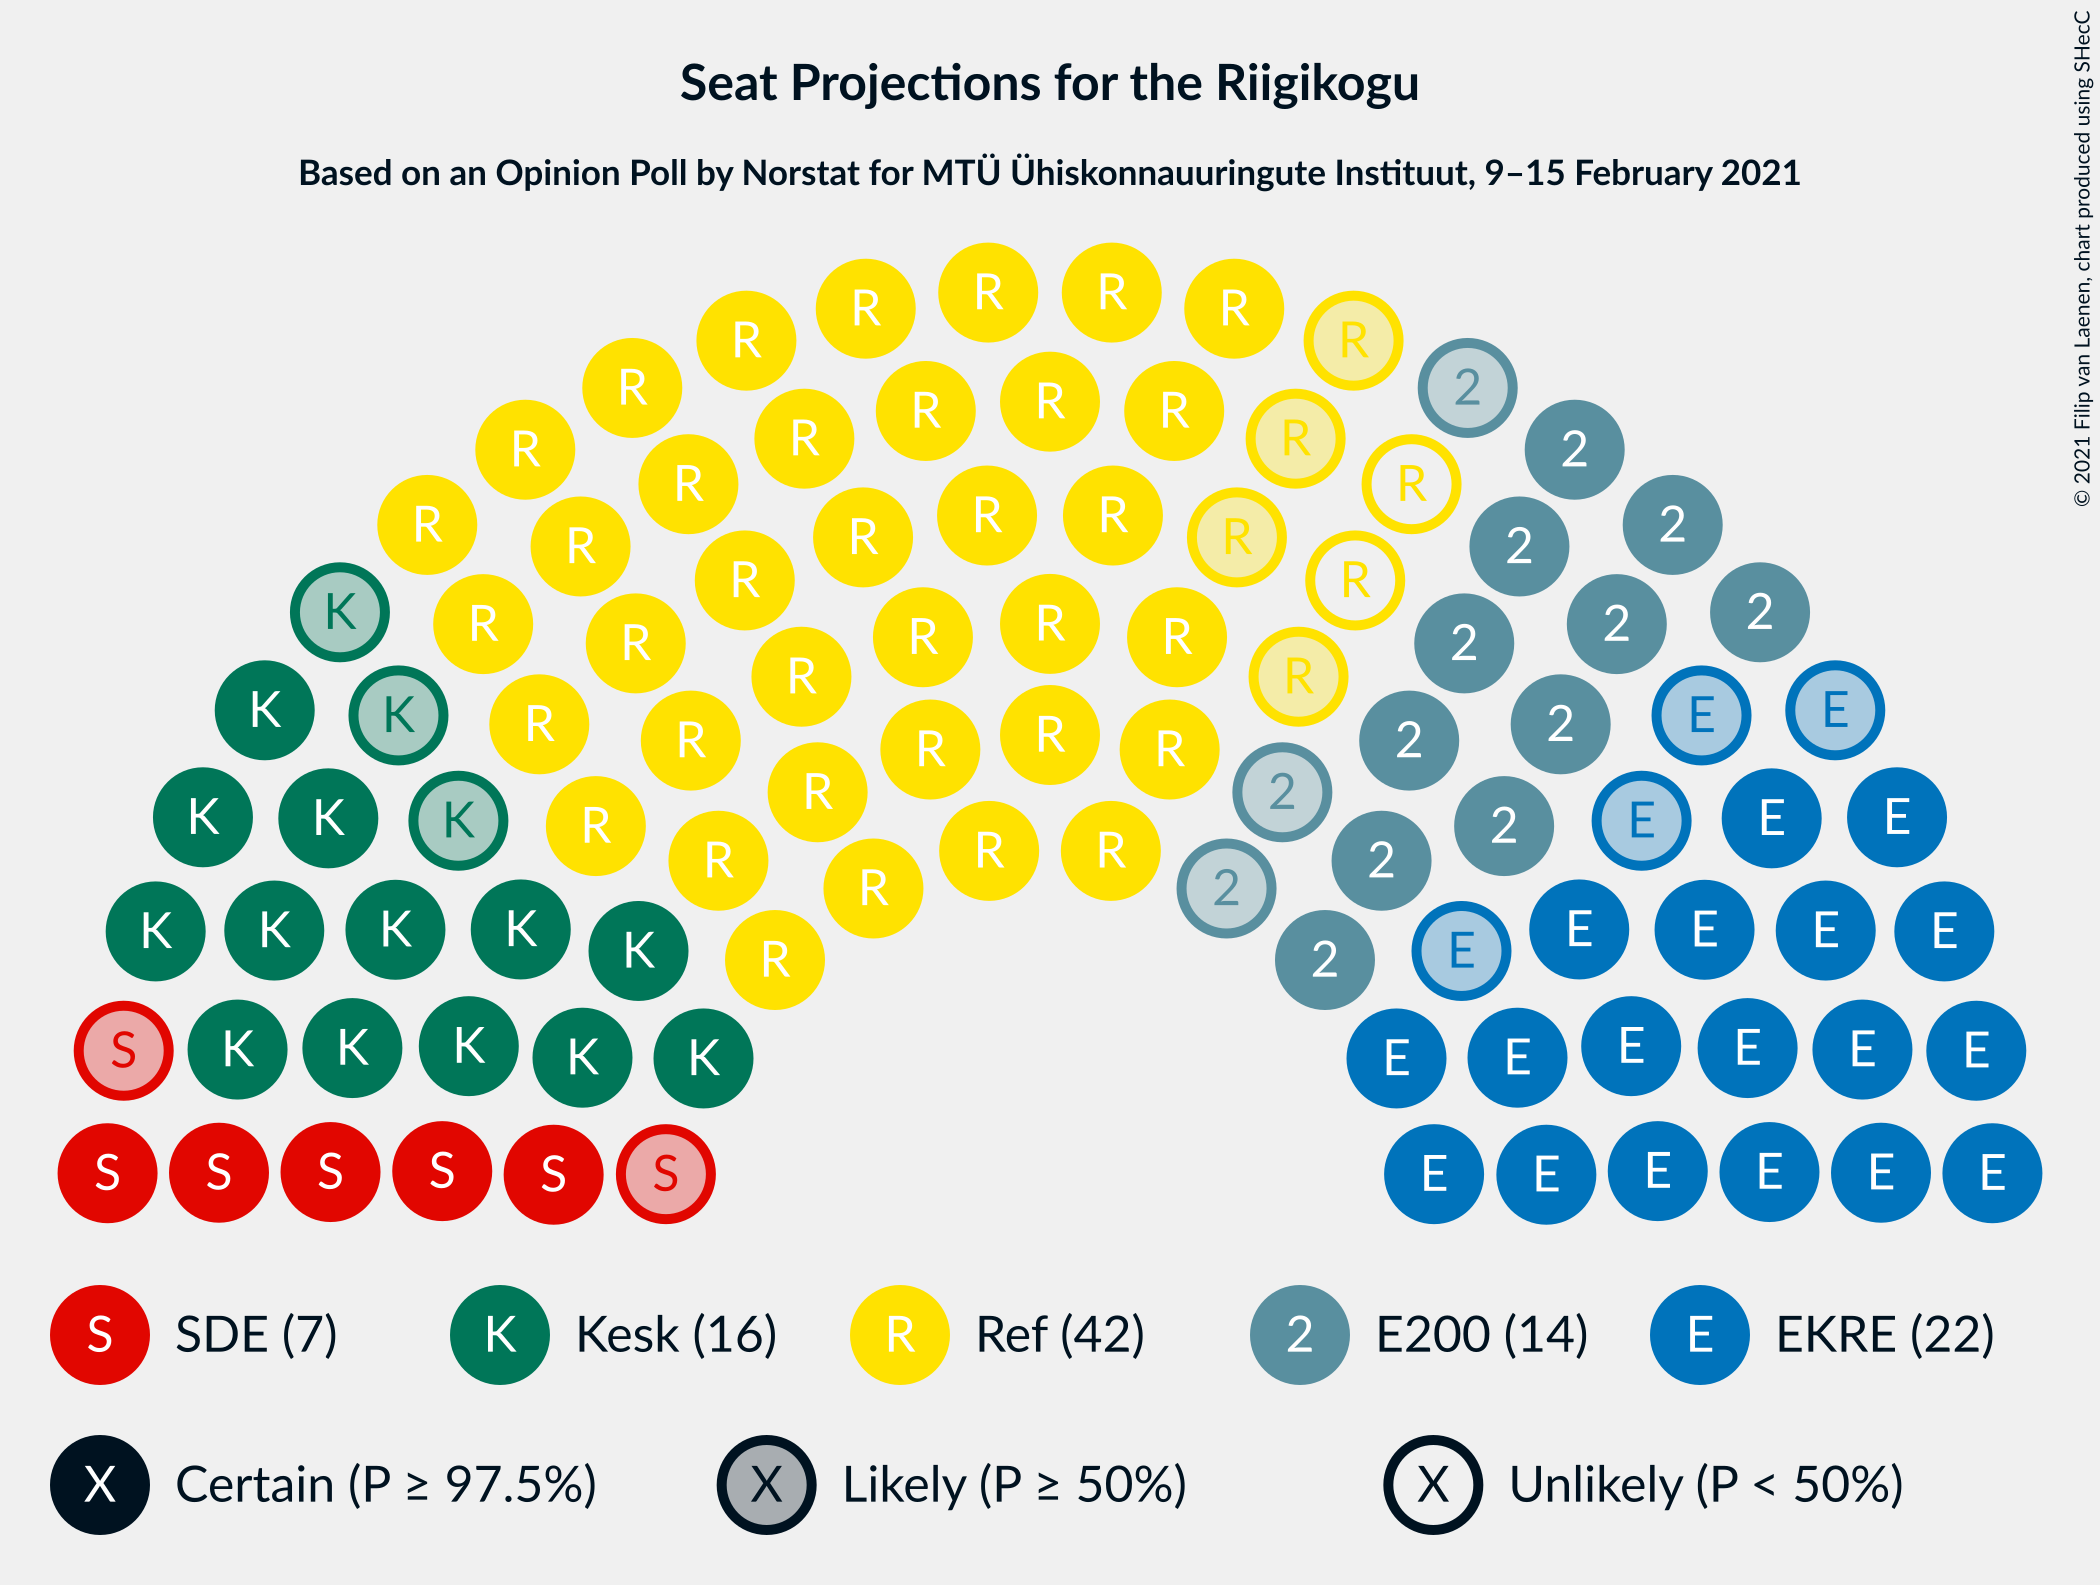 Seat Projections for the Riigikogu
Based on an Opinion Poll by Norstat for MTÜ Ühiskonnauuringute Instituut, 9–15 February 2021
© 2021 Filip van Laenen, chart produced using SHecC
R R R R R 2
R R R R R R
R R R R R 2
R R R R R 2 2
R R R R R 2
K R R R R R 2 2
K R R R R R 2 E E
K K K R R R R 2 2 E
K K K R R R 2 2 E E E
K K K K K R R R R 2 2 E E E E E
S K K K K K E E E E E E
S S S S S S E E E E E E
S SDE (7) K Kesk (16) R Ref (42) 2 E200 (14) E EKRE (22)
X Certain (P ≥ 97.5%) X Likely (P ≥ 50%) X Unlikely (P < 50%)